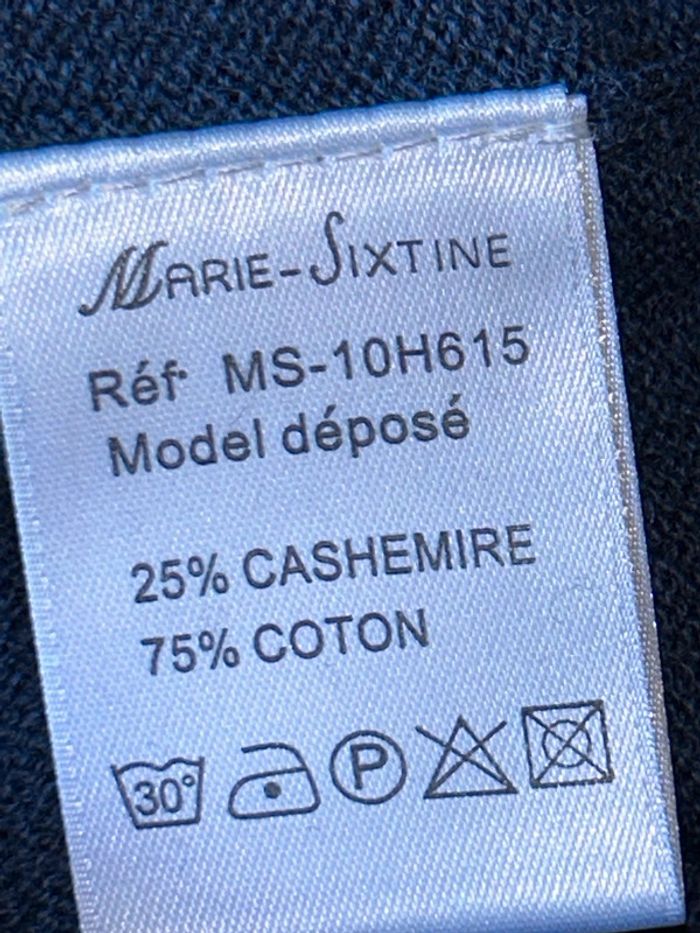 MARIE-SIXTINE
Réf· MS-10H615
Model déposé
25% CASHEMIRE
75% COTON
30° P